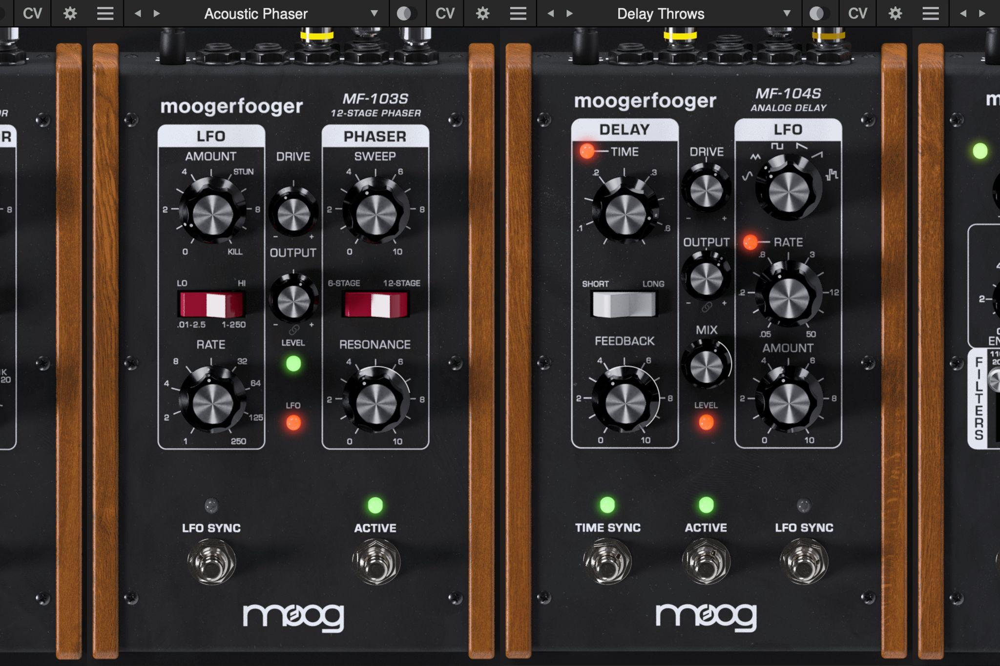 CV
Acoustic Phaser
CV
Delay Throws
CV
R
R
8
20
moogerfooger
MF-103S
12-STAGE PHASER
LFO
AMOUNT
4
STUN
2
8
0
KILL
LO
HI
.01-2.5
1-250
RATE
8
32
4
64
2
125
1
250
DRIVE
- +
OUTPUT
- +
LEVEL
LFO
PHASER
SWEEP
4
6
2
8
0
10
6-STAGE
12-STAGE
RESONANCE
4
6
2
8
0
10
LFO SYNC
ACTIVE
moog
moogerfooger
MF-104S
ANALOG DELAY
DELAY
TIME
.2
.3
.1
.6
SHORT
LONG
FEEDBACK
4
6
2
8
0
10
DRIVE
- +
OUTPUT
- +
MIX
LEVEL
LFO
RATE
.8
3
.2
12
.05
50
AMOUNT
4
6
2
8
0
10
TIME SYNC
ACTIVE
LFO SYNC
moog
m
2
EN
FILTERS